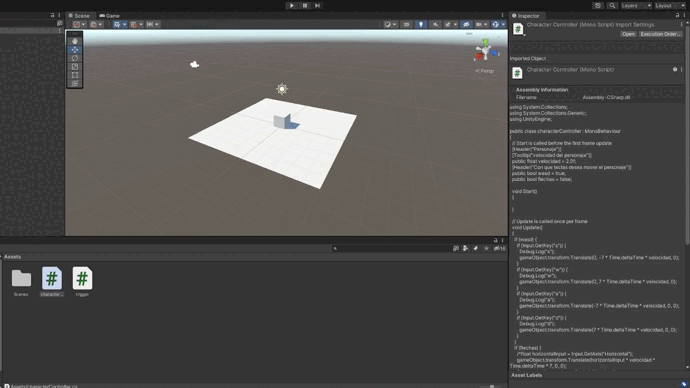 Layers
Layout
Scene
Game
Inspector
Character Controller (Mono Script) Import Settings
Open
Execution Order...
Imported Object
Character Controller (Mono Script)
Assembly Information
Filename Assembly-CSharp.dll
using System.Collections;
using System.Collections.Generic;
using UnityEngine;
public class characterController : MonoBehaviour
{
// Start is called before the first frame update
[Header("Personaje")]
[Tooltip("velocidad del personaje")]
public float velocidad = 2.0f;
[Header("Con que teclas desea mover el personaje")]
public bool wasd = true;
public bool flechas = false;
void Start()
{
}
// Update is called once per frame
void Update()
{
if (wasd) {
if (Input.GetKey("s")) {
Debug.Log("s");
gameObject.transform.Translate(0, -7 * Time.deltaTime * velocidad, 0);
}
if (Input.GetKey("w")) {
Debug.Log("w");
gameObject.transform.Translate(0, 7 * Time.deltaTime * velocidad, 0);
}
if (Input.GetKey("a")) {
Debug.Log("a");
gameObject.transform.Translate(-7 * Time.deltaTime * velocidad, 0, 0);
}
if (Input.GetKey("d")) {
Debug.Log("d");
gameObject.transform.Translate(7 * Time.deltaTime * velocidad, 0, 0);
}
}
if (flechas) {
/*float horizontalInput = Input.GetAxis("Horizontal");
gameObject.transform.Translate(horizontalInput * velocidad *
Time.deltaTime * 7, 0, 0);
Asset Labels
2D
Persp
Assets
Scenes
character...
trigger
Assets/characterController.cs